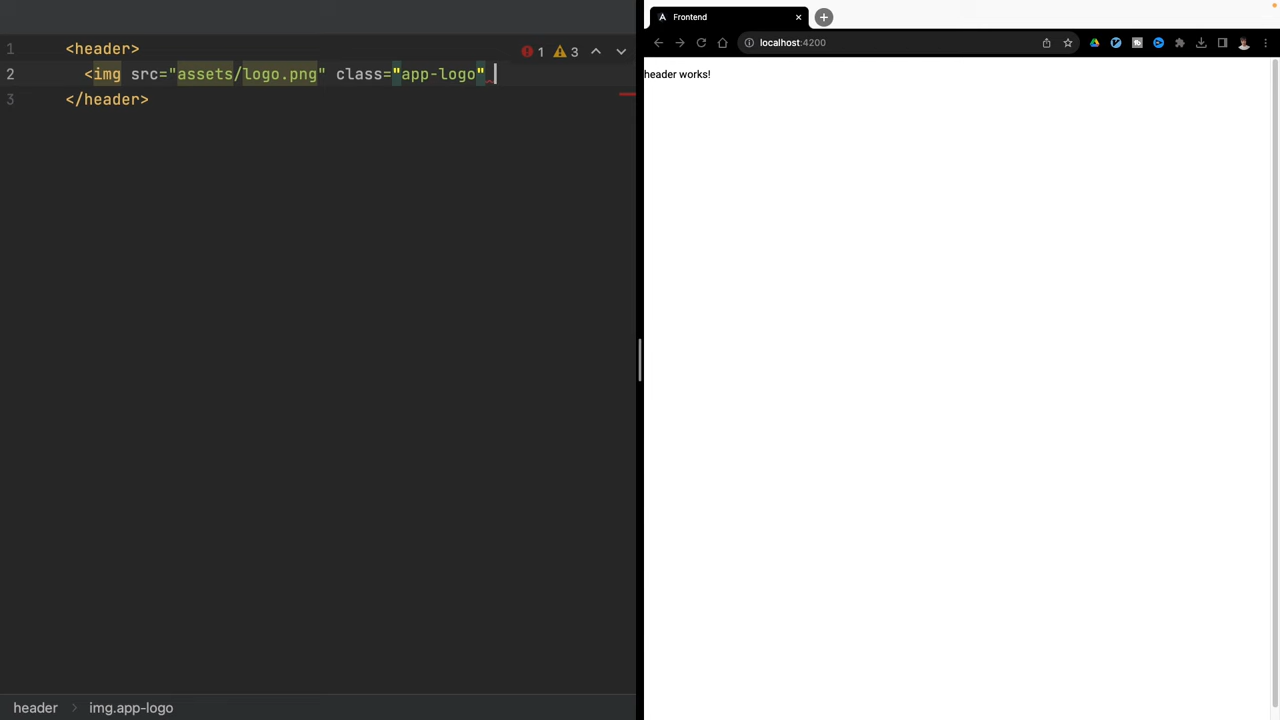 1 <header>
2 <img src="assets/logo.png" class="app-logo"
3 </header>
1 3
header > img.app-logo
Frontend
localhost:4200
header works!